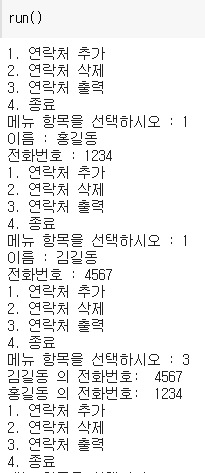 run()
1. 연락처 추가
2. 연락처 삭제
3. 연락처 출력
4. 종료
메뉴 항목을 선택하시오 : 1
이름 : 홍길동
전화번호 : 1234
1. 연락처 추가
2. 연락처 삭제
3. 연락처 출력
4. 종료
메뉴 항목을 선택하시오 : 1
이름 : 김길동
전화번호 : 4567
1. 연락처 추가
2. 연락처 삭제
3. 연락처 출력
4. 종료
메뉴 항목을 선택하시오 : 3
김길동 의 전화번호:  4567
홍길동 의 전화번호:  1234
1. 연락처 추가
2. 연락처 삭제
3. 연락처 출력
4. 종료